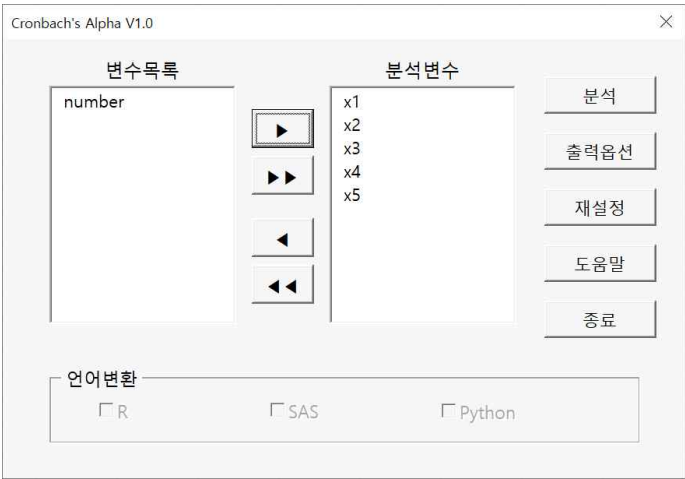 Cronbach's Alpha V1.0
변수목록
분석변수
number
x1
x2
x3
x4
x5
분석
출력옵션
재설정
도움말
종료
언어변환
R
SAS
Python